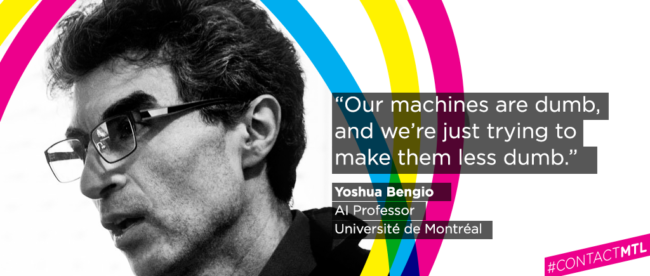 “Our machines are dumb,
and we’re just trying to
make them less dumb.”
Yoshua Bengio
AI Professor
Université de Montréal
#CONTACTMTL